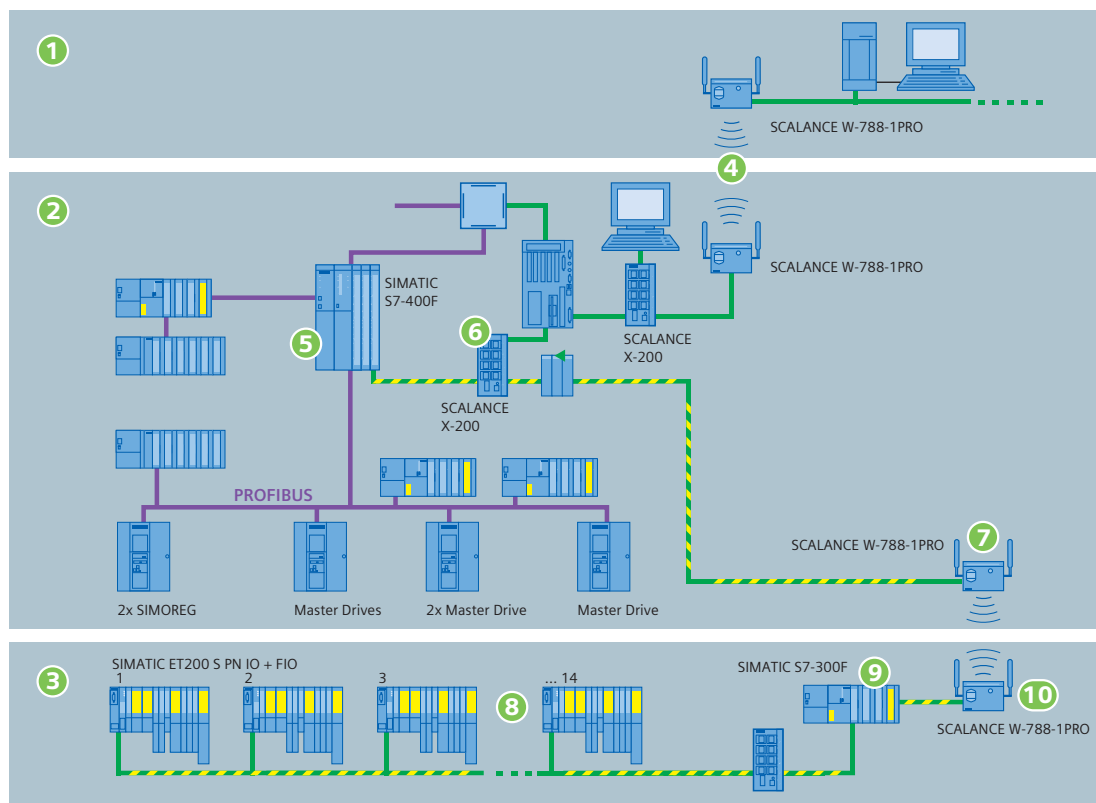 1
SCALANCE W-788-1PRO
4
2
SIMATIC
S7-400F
SCALANCE W-788-1PRO
5
6
SCALANCE
X-200
SCALANCE
X-200
PROFIBUS
SCALANCE W-788-1PRO
7
2x SIMOREG
Master Drives
2x Master Drive
Master Drive
3
SIMATIC ET200 S PN IO + FIO
1
2
3
... 14
8
SIMATIC S7-300F
9
10
SCALANCE W-788-1PRO